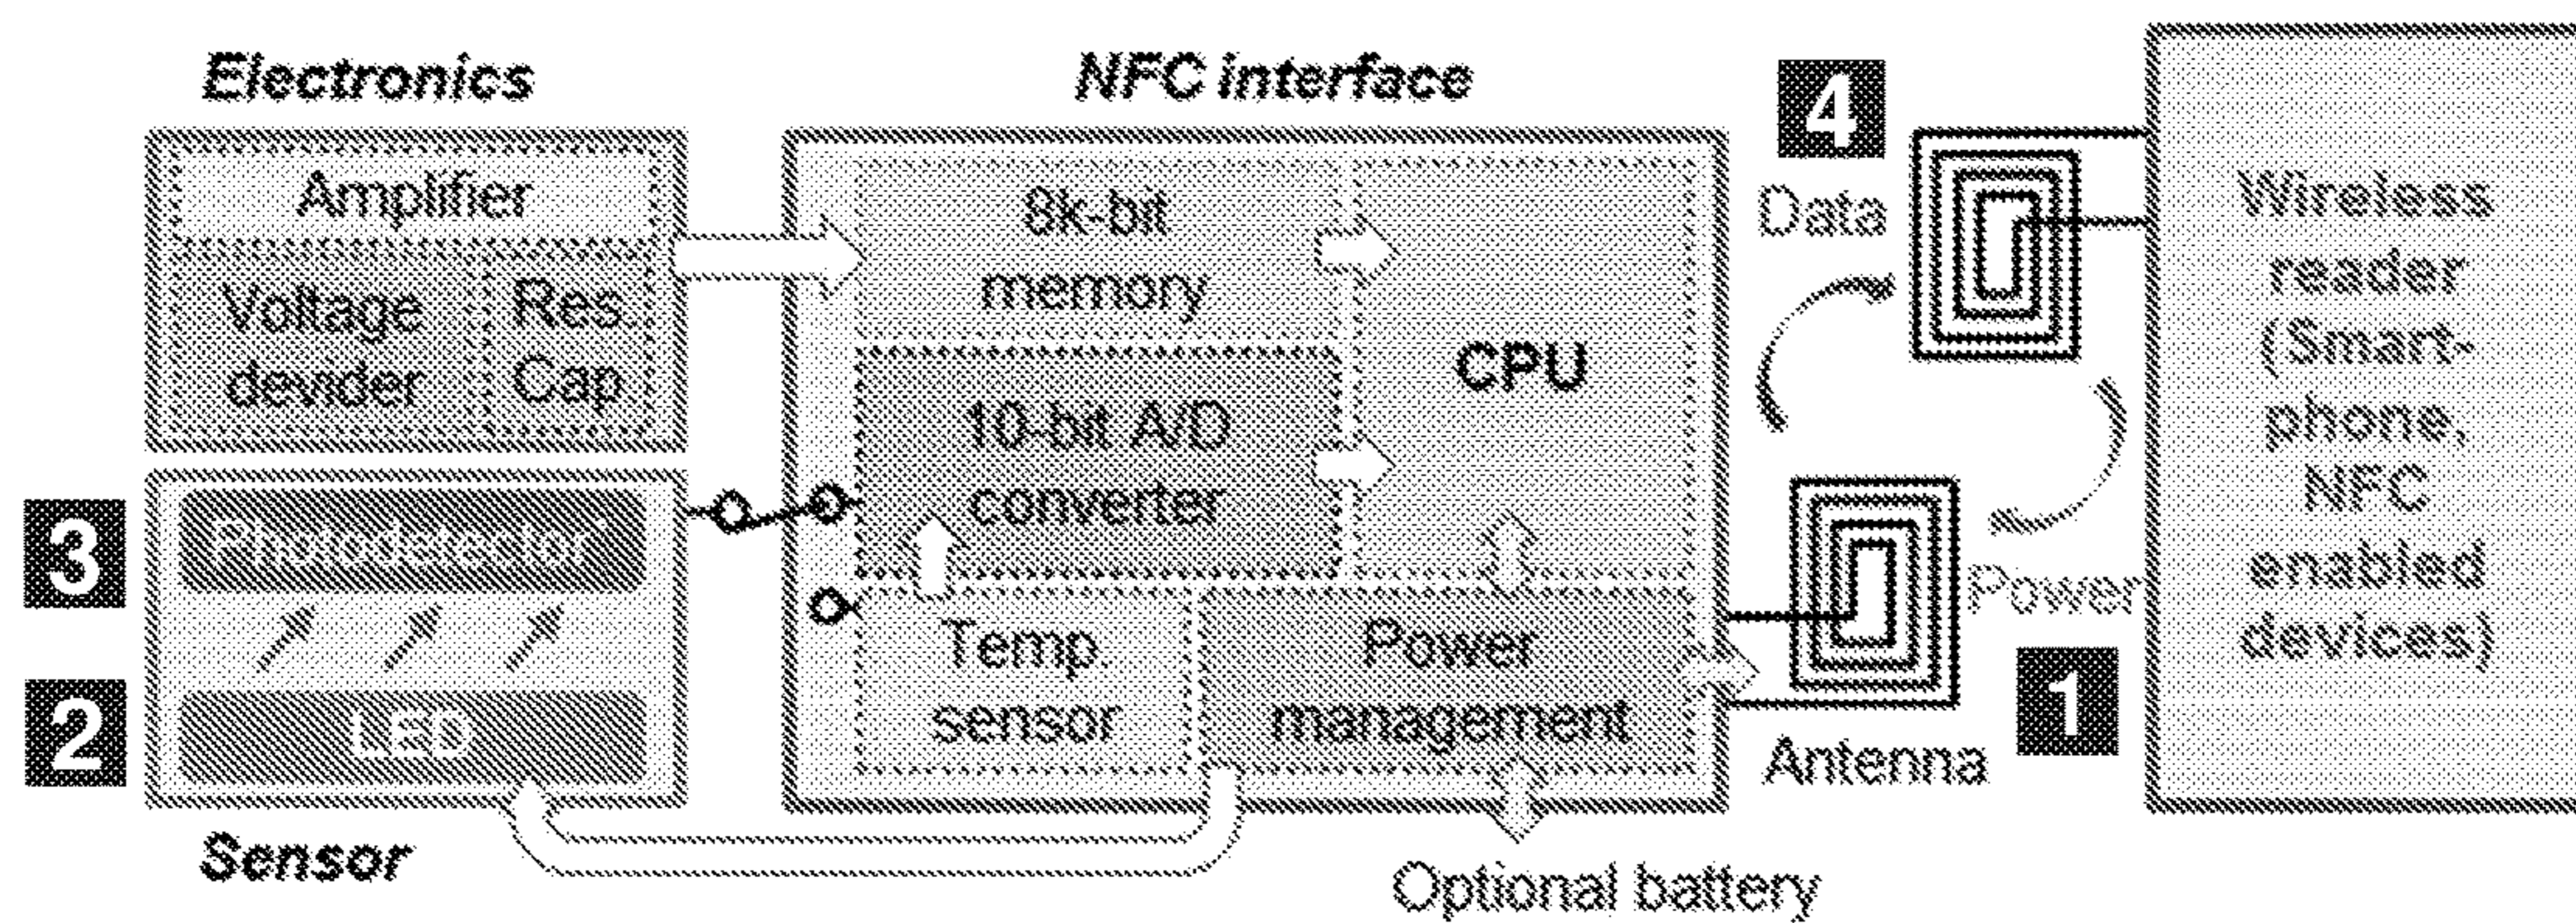 Electronics
Amplifier
Voltage
devider
Res.
Cap
3
Photodetector
2
LED
Sensor
NFC interface
8k-bit
memory
10-bit A/D
converter
CPU
Temp.
sensor
Power
management
Optional battery
4
Data
Power
1
Antenna
Wireless
reader
(Smart-
phone,
NFC
enabled
devices)